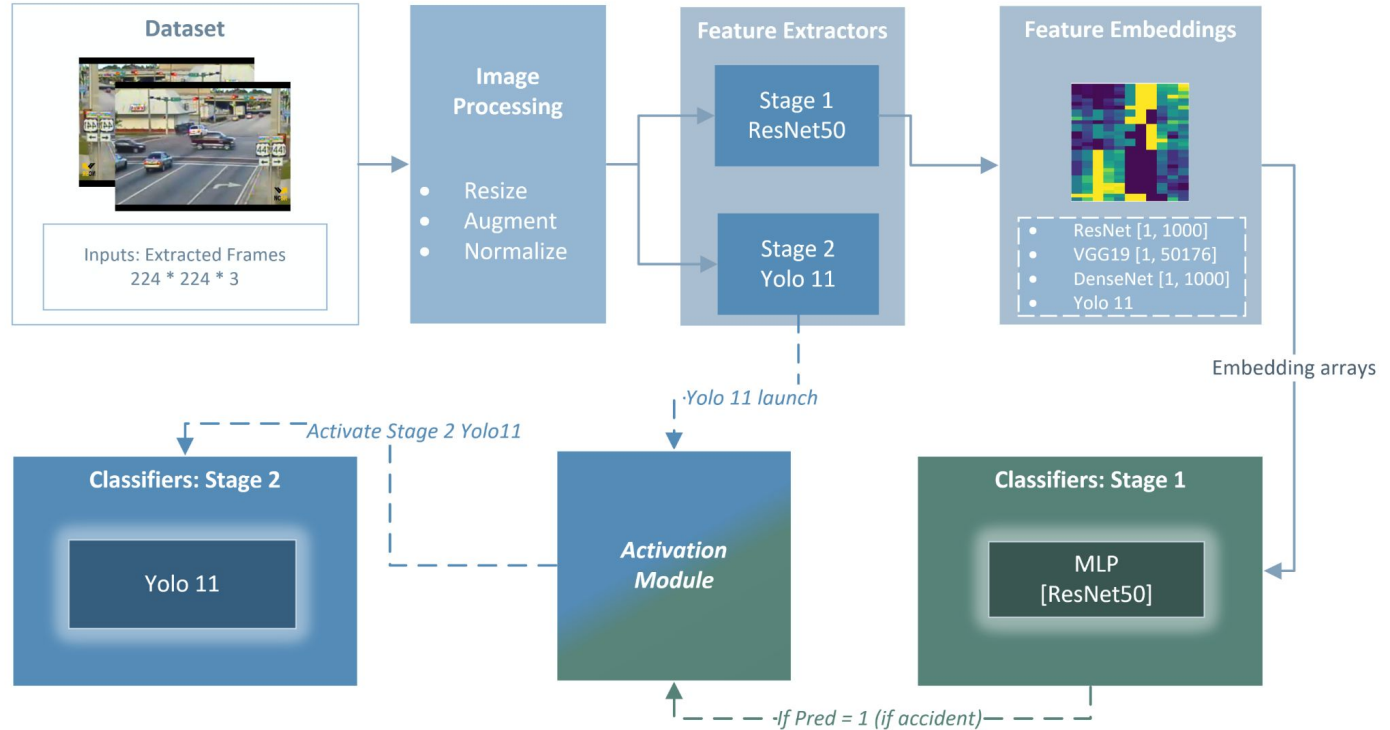 Dataset
441
441
Inputs: Extracted Frames
224 * 224 * 3
Image
Processing
• Resize
• Augment
• Normalize
Feature Extractors
Stage 1
ResNet50
Stage 2
Yolo 11
Feature Embeddings
• ResNet [1, 1000]
• VGG19 [1, 50176]
• DenseNet [1, 1000]
• Yolo 11
Embedding arrays
Yolo 11 launch
Activate Stage 2 Yolo11
Classifiers: Stage 2
Yolo 11
Activation
Module
Classifiers: Stage 1
MLP
[ResNet50]
If Pred = 1 (if accident)